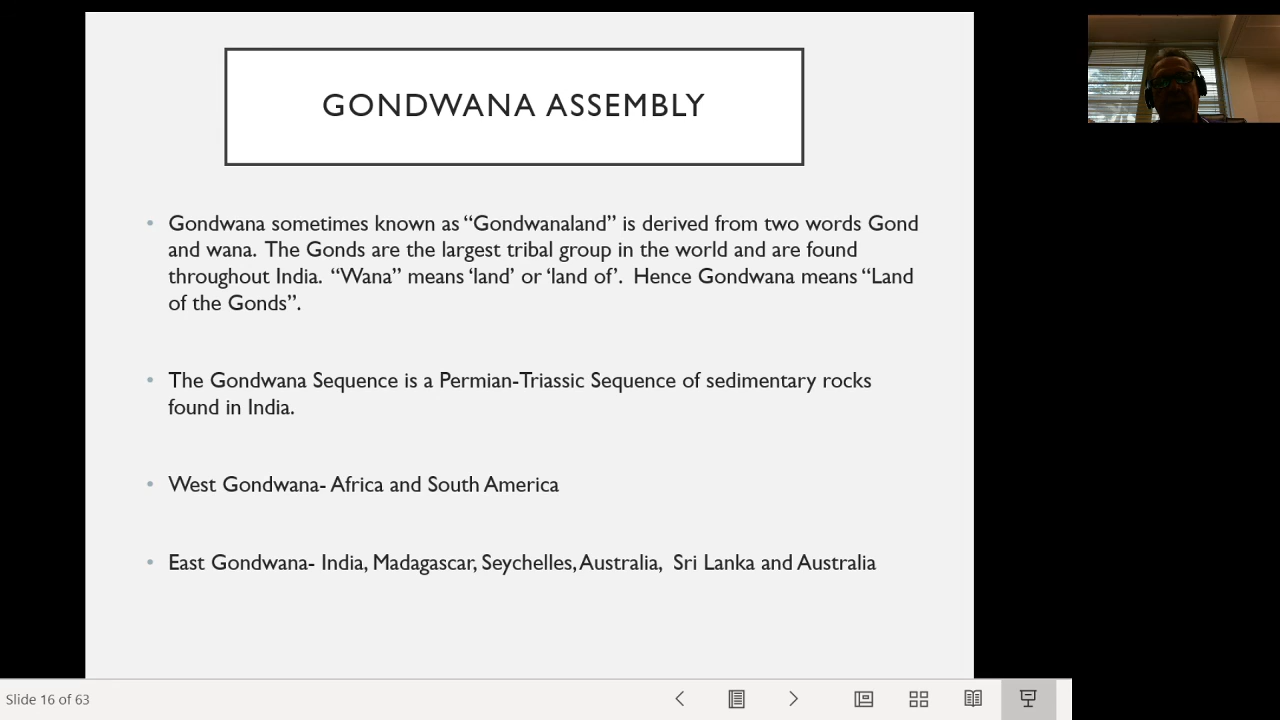 GONDWANA ASSEMBLY
• Gondwana sometimes known as “Gondwanaland” is derived from two words Gond
and wana. The Gonds are the largest tribal group in the world and are found
throughout India. “Wana” means ‘land’ or ‘land of’. Hence Gondwana means “Land
of the Gonds”.
• The Gondwana Sequence is a Permian-Triassic Sequence of sedimentary rocks
found in India.
• West Gondwana- Africa and South America
• East Gondwana- India, Madagascar, Seychelles, Australia, Sri Lanka and Australia
Slide 16 of 63